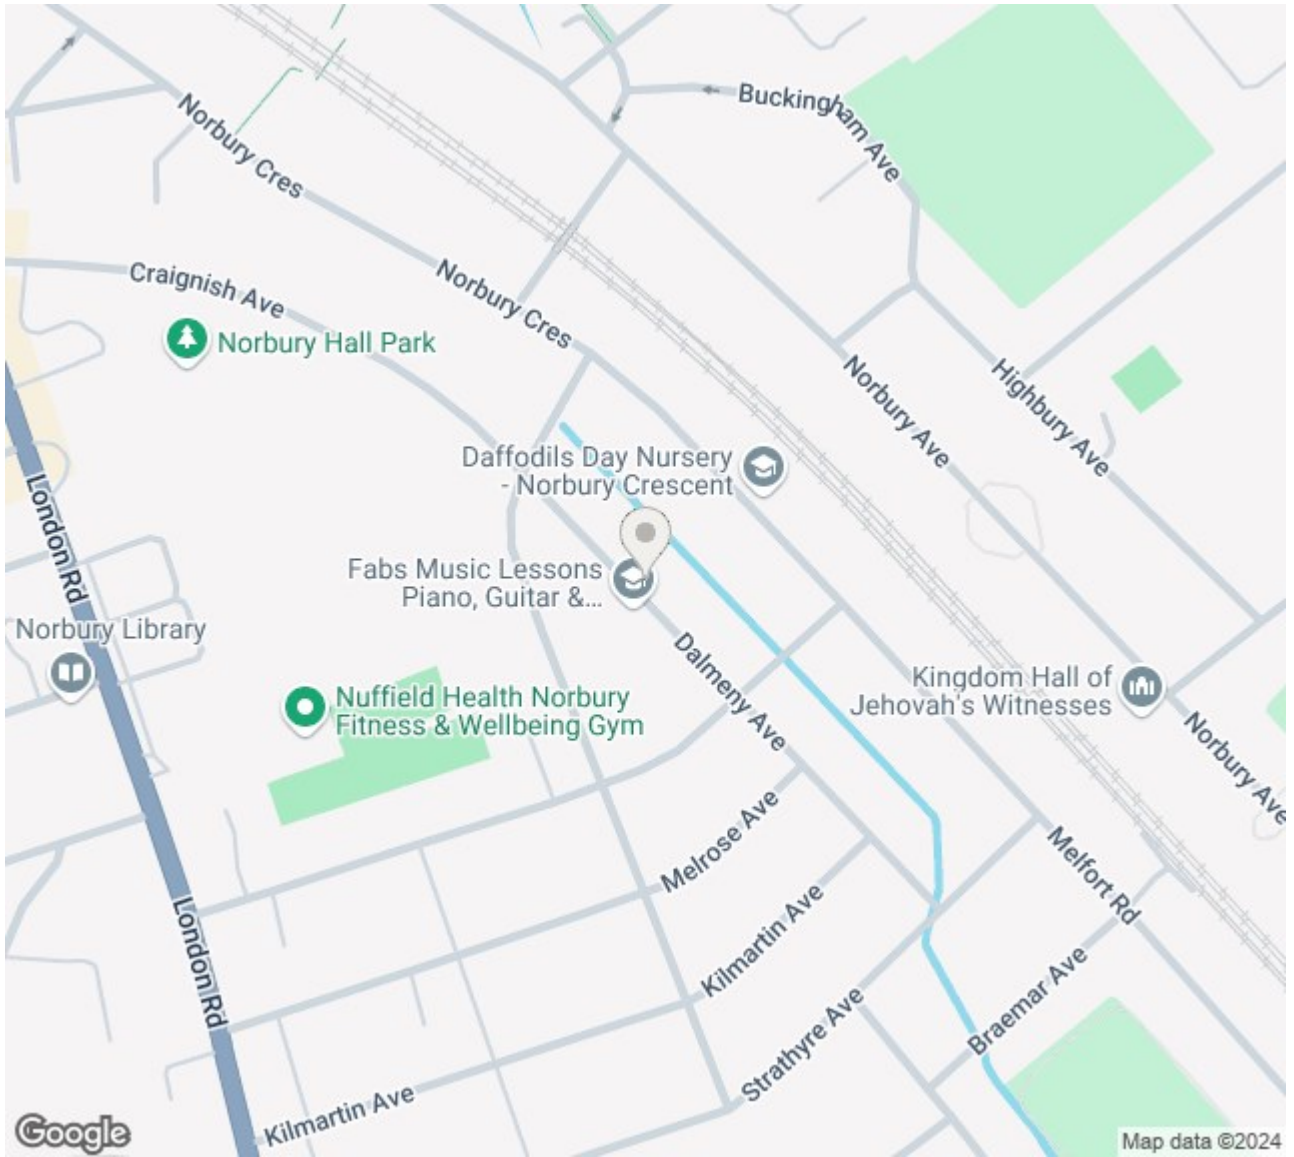 Buckingham Ave
Norbury Cres
Craignish Ave
Norbury Cres
Norbury Hall Park
Norbury Ave
Highbury Ave
Daffodils Day Nursery
- Norbury Crescent
London Rd
Fabs Music Lessons
Piano, Guitar &...
Norbury Library
Dalmeny Ave
Kingdom Hall of
Jehovah's Witnesses
Nuffield Health Norbury
Fitness & Wellbeing Gym
Norbury Ave
Melrose Ave
Melfort Rd
Kilmartin Ave
London Rd
Braemar Ave
Strathyre Ave
Kilmartin Ave
Google
Map data ©2024